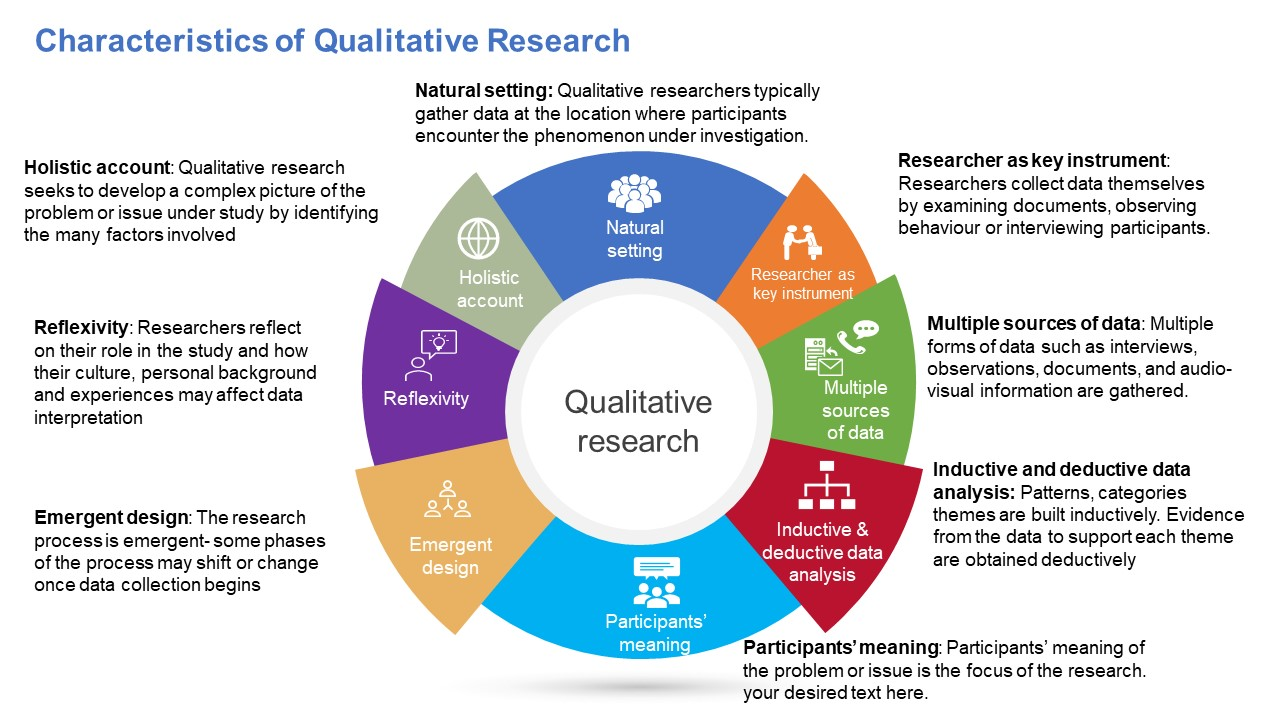 Characteristics of Qualitative Research
Natural setting: Qualitative researchers typically
gather data at the location where participants
encounter the phenomenon under investigation.
Holistic account: Qualitative research
seeks to develop a complex picture of the
problem or issue under study by identifying
the many factors involved
Researcher as key instrument:
Researchers collect data themselves
by examining documents, observing
behaviour or interviewing participants.
Reflexivity: Researchers reflect
on their role in the study and how
their culture, personal background
and experiences may affect data
interpretation
Multiple sources of data: Multiple
forms of data such as interviews,
observations, documents, and audio-
visual information are gathered.
Emergent design: The research
process is emergent- some phases
of the process may shift or change
once data collection begins
Inductive and deductive data
analysis: Patterns, categories
themes are built inductively. Evidence
from the data to support each theme
are obtained deductively
Participants’ meaning: Participants’ meaning of
the problem or issue is the focus of the research.
your desired text here.
Natural
setting
Researcher as
key instrument
Multiple
sources
of data
Inductive &
deductive data
analysis
Participants’
meaning
Emergent
design
Reflexivity
Holistic
account
Qualitative
research